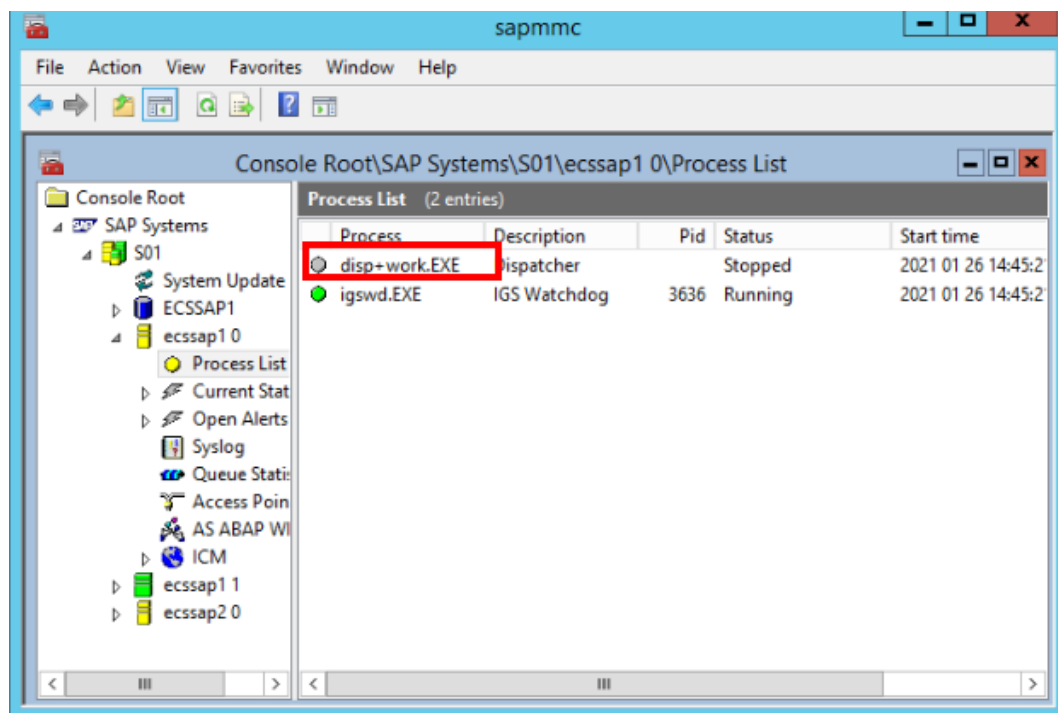 sapmmc
File Action View Favorites Window Help
Console Root\SAP Systems\S01\ecssap1 0\Process List
Console Root
SAP Systems
S01
System Update
ECSSAP1
ecssap1 0
Process List
Current Stat
Open Alerts
Syslog
Queue Statis
Access Poin
AS ABAP WI
ICM
ecssap1 1
ecssap2 0
Process List (2 entries)
Process Description Pid Status Start time
disp+work.EXE Dispatcher Stopped 2021 01 26 14:45:2
igswd.EXE IGS Watchdog 3636 Running 2021 01 26 14:45:2